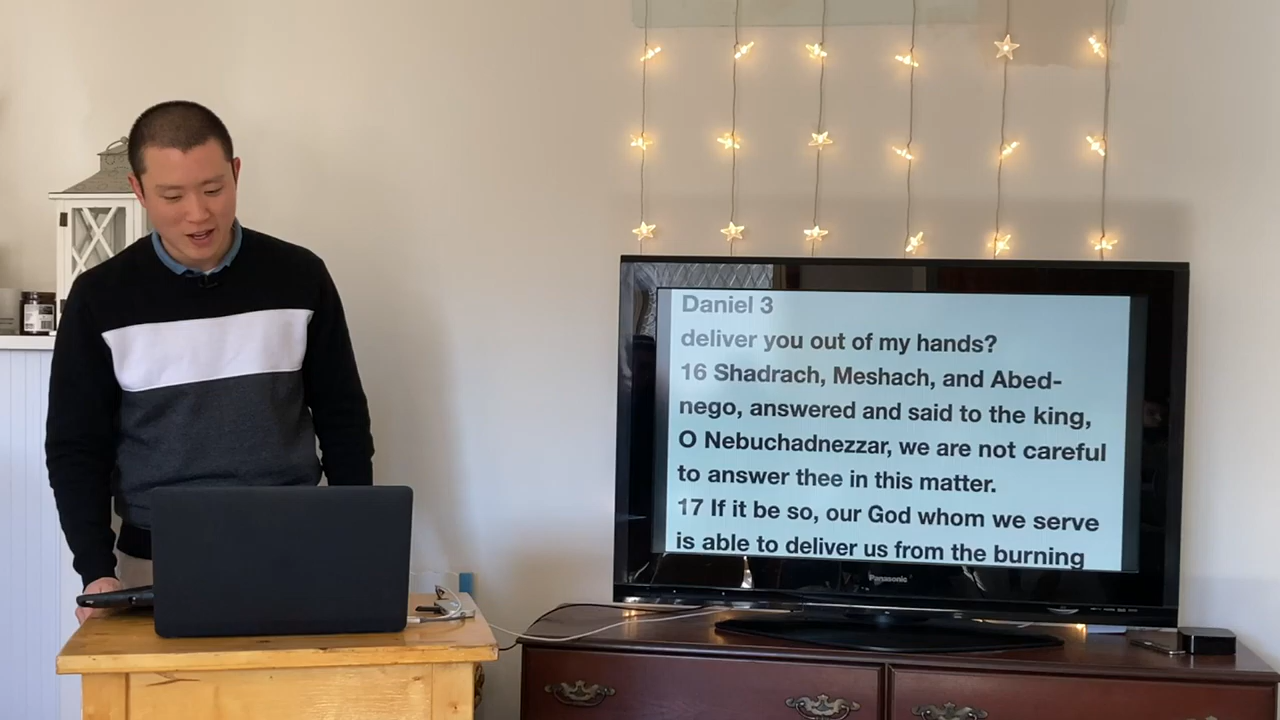 Daniel 3
deliver you out of my hands?
16 Shadrach, Meshach, and Abed-
nego, answered and said to the king,
O Nebuchadnezzar, we are not careful
to answer thee in this matter.
17 If it be so, our God whom we serve
is able to deliver us from the burning
Panasonic